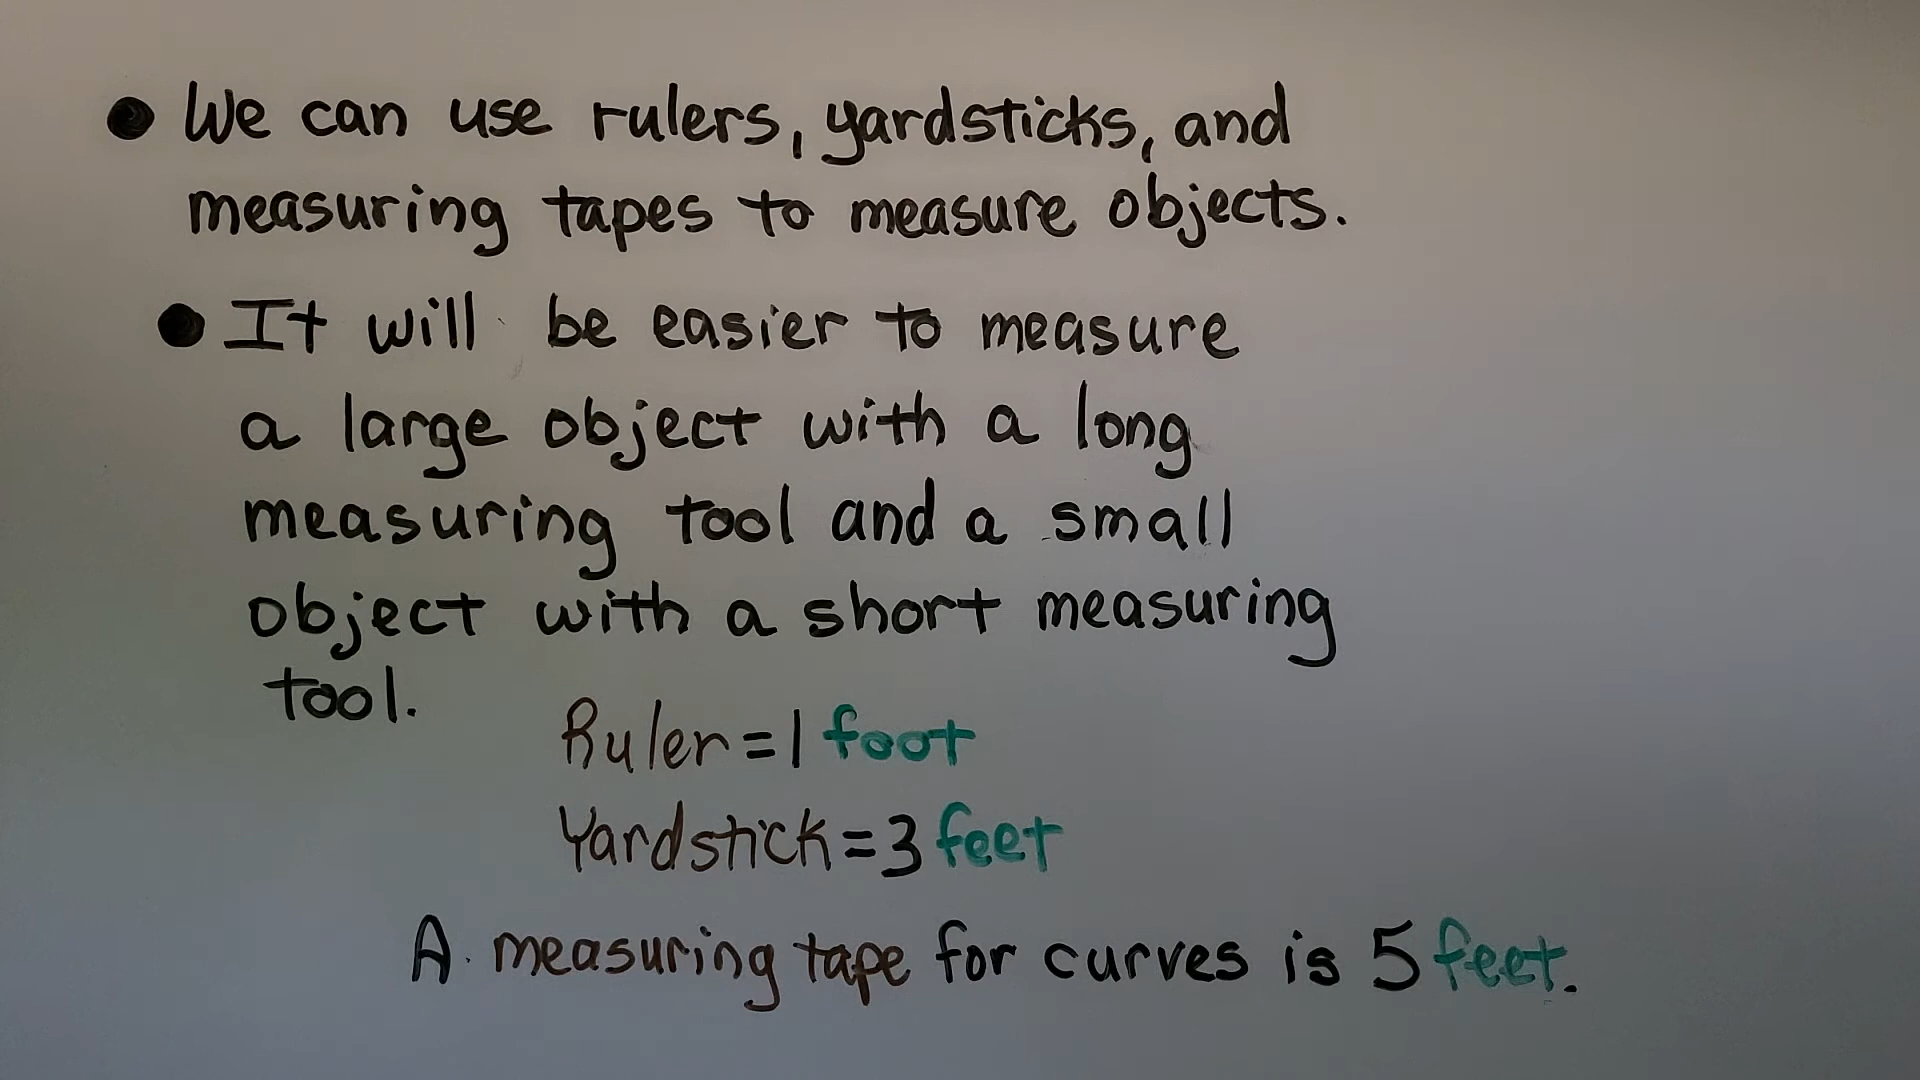 ● We can use rulers, yardsticks, and
measuring tapes to measure objects.
● It will be easier to measure
a large object with a long
measuring tool and a small
object with a short measuring
tool.
Ruler=1 foot
Yardstick=3 feet
A measuring tape for curves is 5 feet.